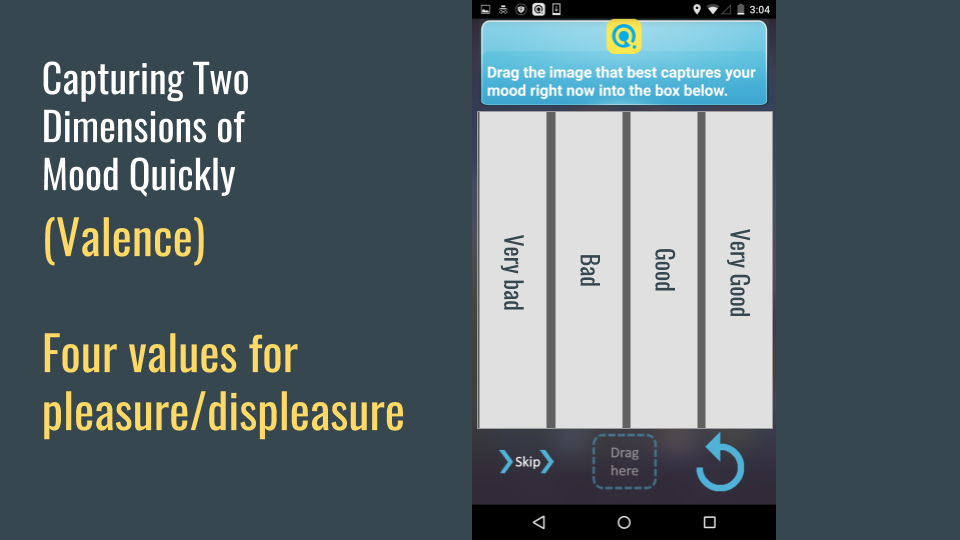 Capturing Two
Dimensions of
Mood Quickly
(Valence)
Four values for
pleasure/displeasure
3:04
Drag the image that best captures your
mood right now into the box below.
Very bad
Bad
Good
Very Good
Skip
Drag
here